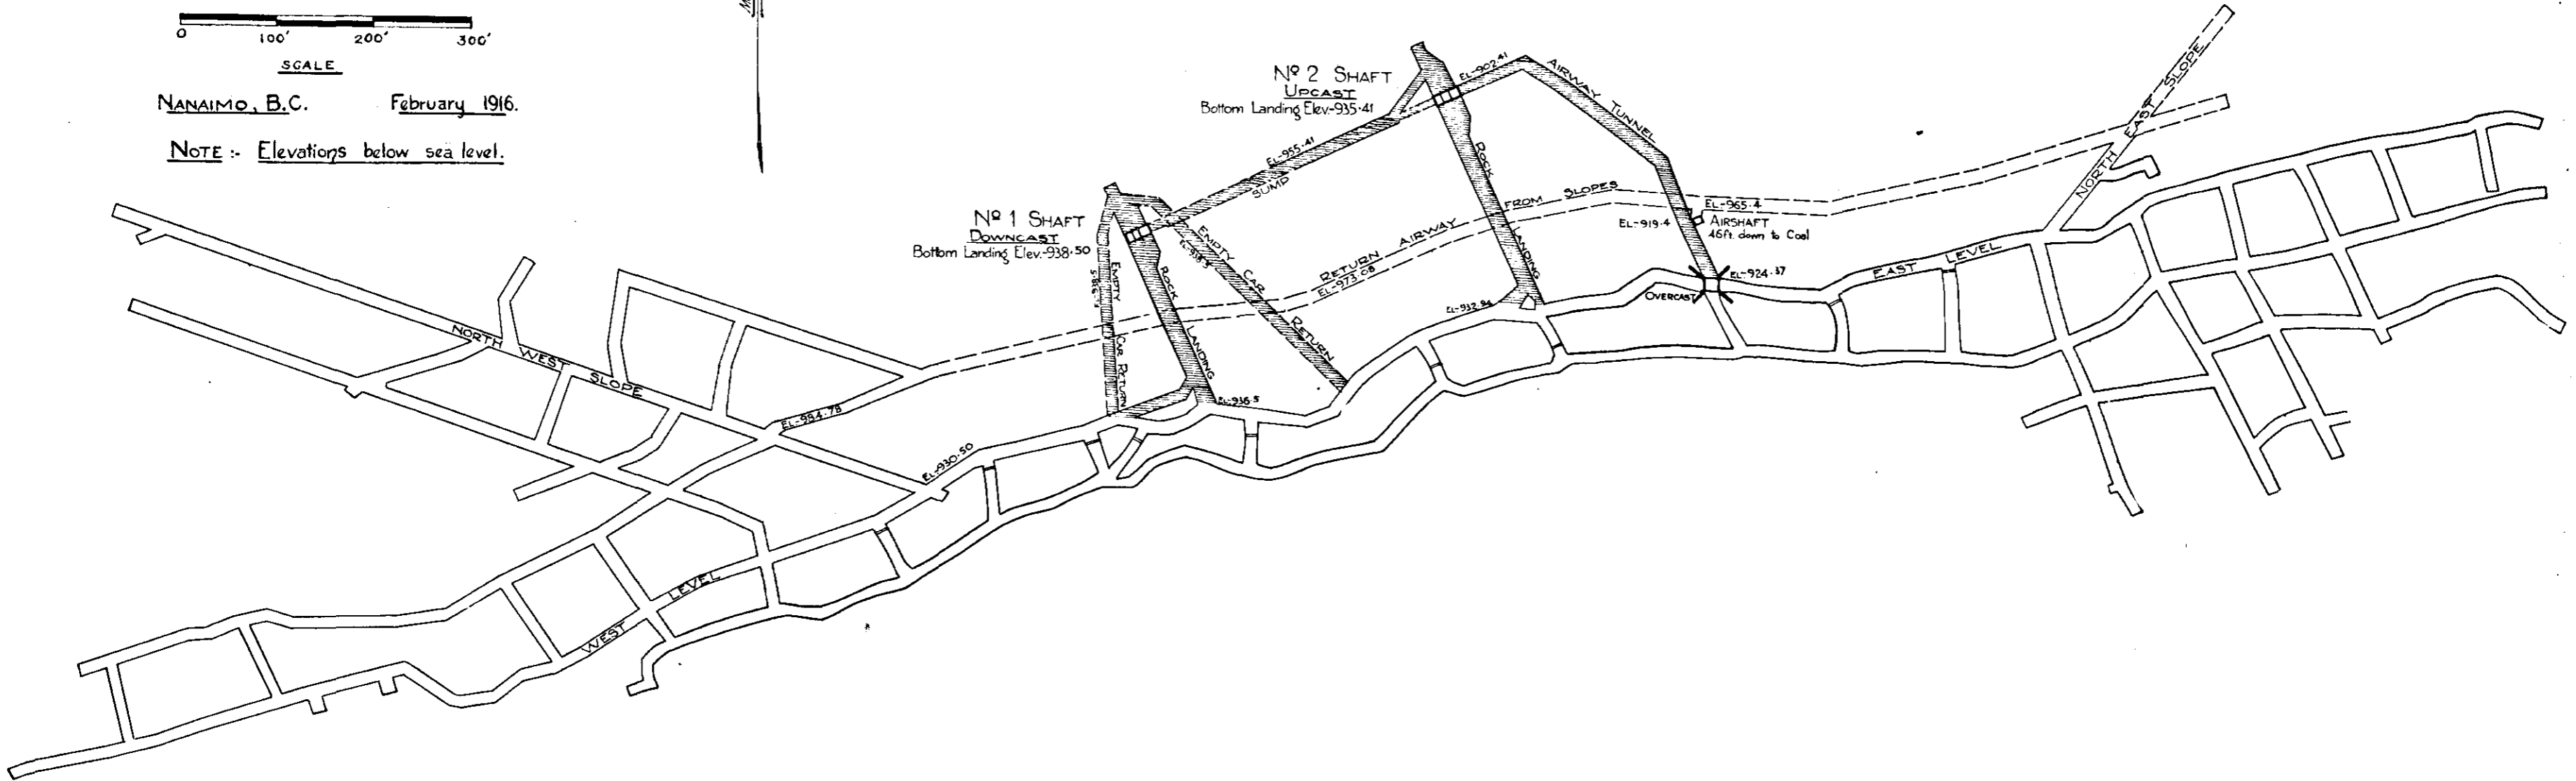 0 100' 200' 300'
SCALE
NANAIMO, B.C. February 1916.
NOTE :- Elevations below sea level.
Nº 2 SHAFT
UPCAST
Bottom Landing Elev.-935·41
EL-902·41
AIRWAY TUNNEL
EL-955·41
SUMP
ROCK
LANDING
Nº 1 SHAFT
DOWNCAST
Bottom Landing Elev.-938·50
EMPTY
CAR RETURN
ROCK
LANDING
EMPTY CAR
RETURN
RETURN AIRWAY FROM SLOPES
EL-973·08
EL-965·4
EL-919·4
AIRSHAFT
46ft. down to Coal
EL-924·37
OVERCAST
EL-932·94
EL-936·5
EAST LEVEL
NORTH EAST SLOPE
NORTH WEST SLOPE
EL-984·78
EL-930·50
WEST LEVEL